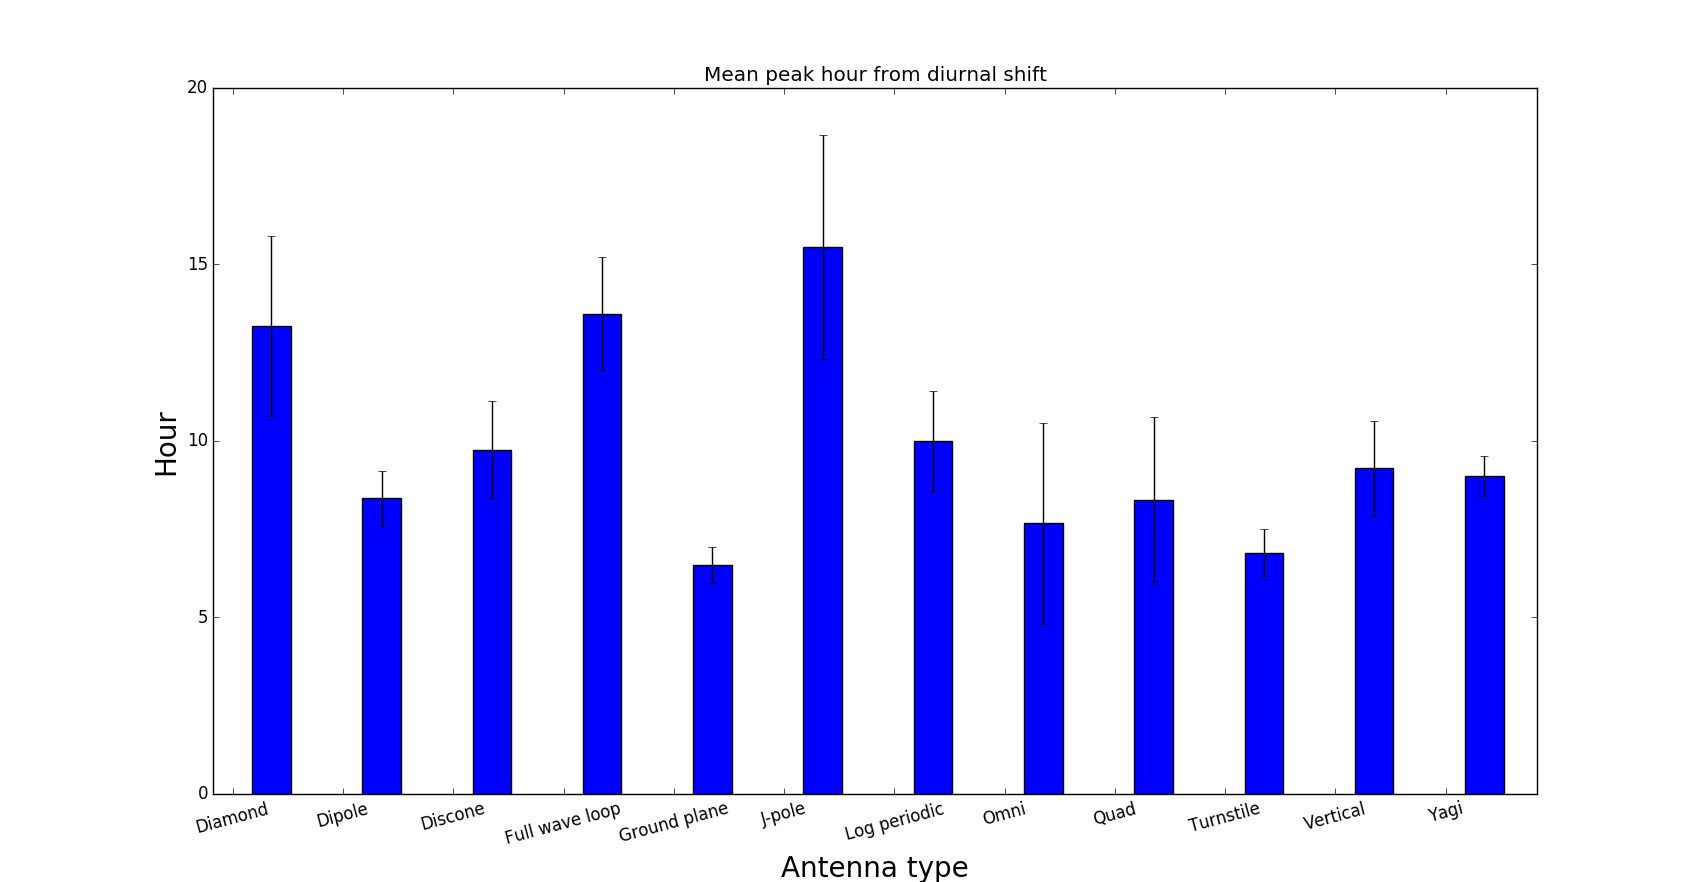 Mean peak hour from diurnal shift
20
15
10
5
0
Hour
Diamond
Dipole
Discone
Full wave loop
Ground plane
J-pole
Log periodic
Omni
Quad
Turnstile
Vertical
Yagi
Antenna type